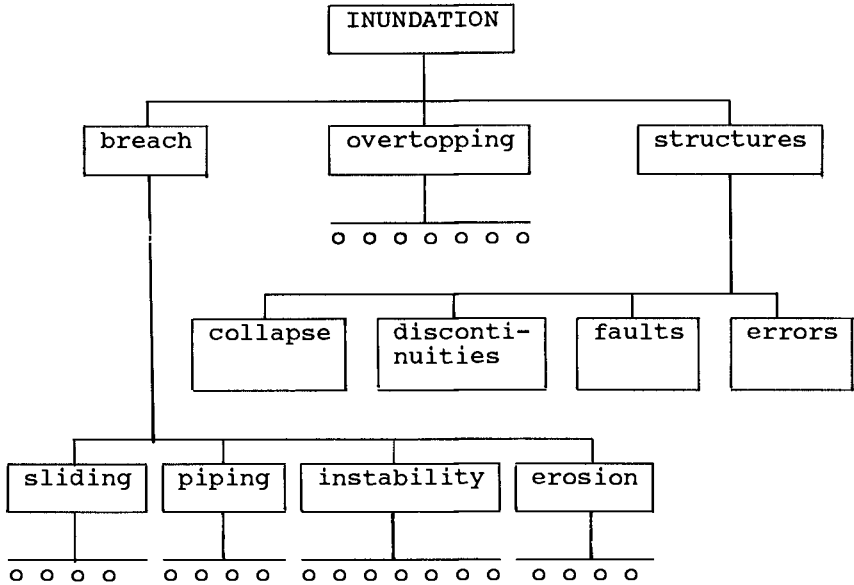 INUNDATION
breach
overtopping
structures
collapse
disconti-
nuities
faults
errors
sliding
piping
instability
erosion